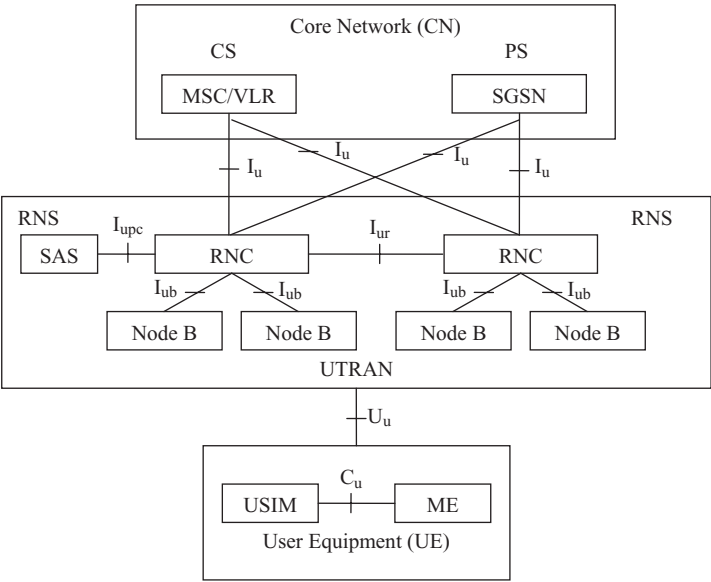 Core Network (CN)
CS PS
MSC/VLR SGSN
Iu Iu Iu Iu
RNS RNS
Iupc Iur
SAS RNC RNC
Iub Iub Iub Iub
Node B Node B Node B Node B
UTRAN
Uu
Cu
USIM ME
User Equipment (UE)